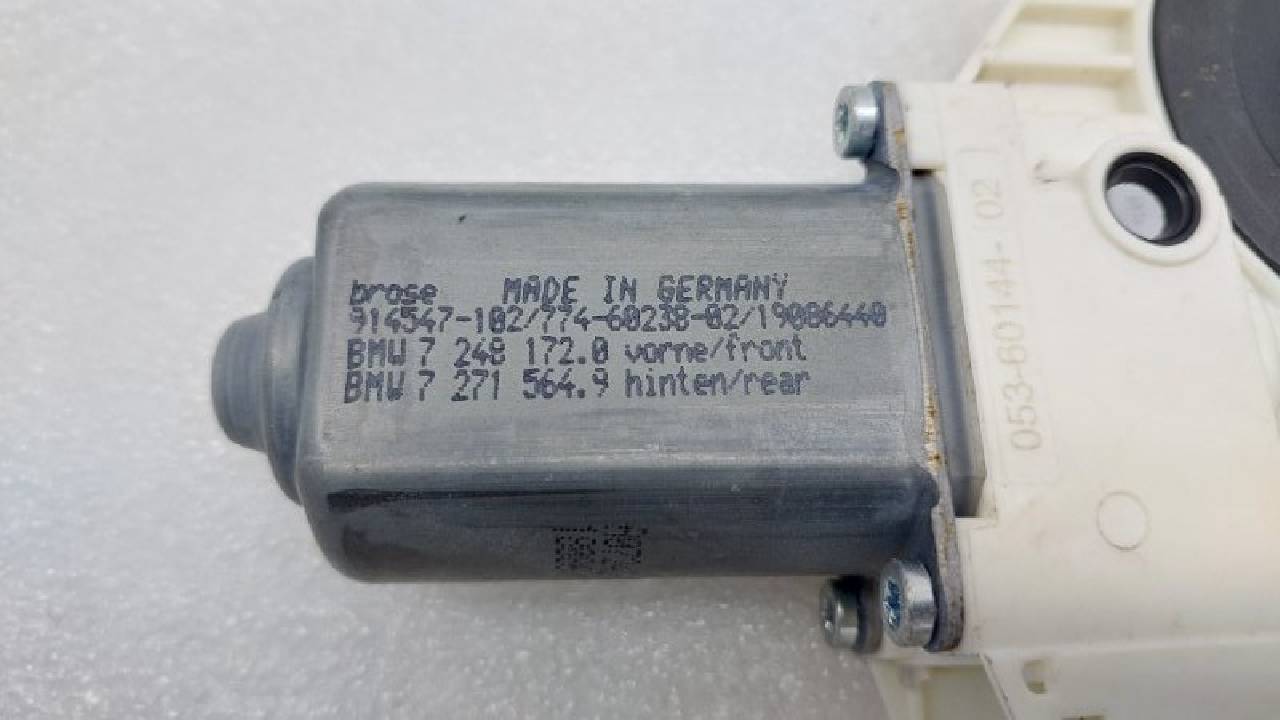 brose MADE IN GERMANY
914547-102/774-60238-02/19086440
BMW 7 248 172.0 vorne/front
BMW 7 271 564.9 hinten/rear
053-60144-02